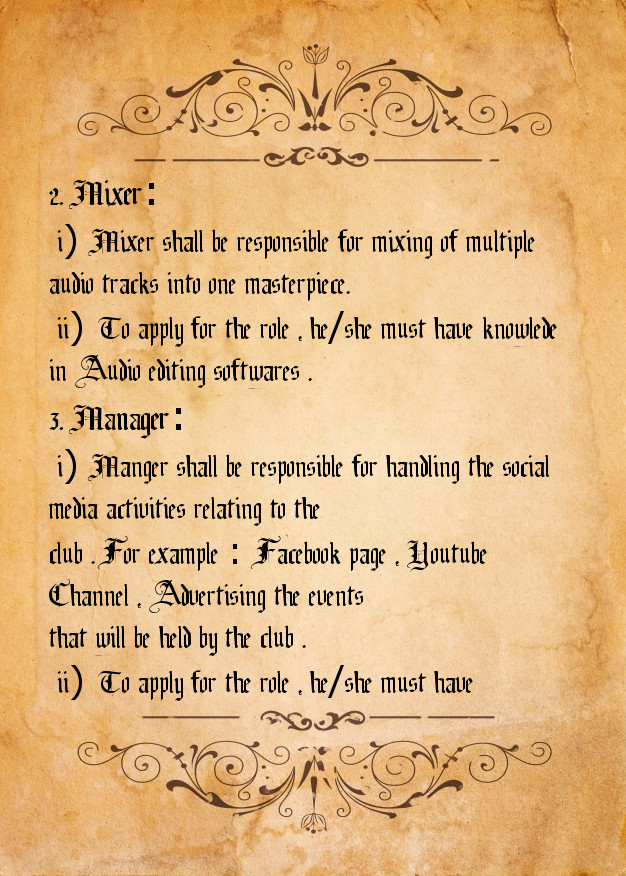 2. Mixer :
i) Mixer shall be responsible for mixing of multiple
audio tracks into one masterpiece.
ii) To apply for the role , he/she must have knowlede
in Audio editing softwares .
3. Manager :
i) Manger shall be responsible for handling the social
media activities relating to the
club . For example : Facebook page , Youtube
Channel , Advertising the events
that will be held by the club .
ii) To apply for the role , he/she must have